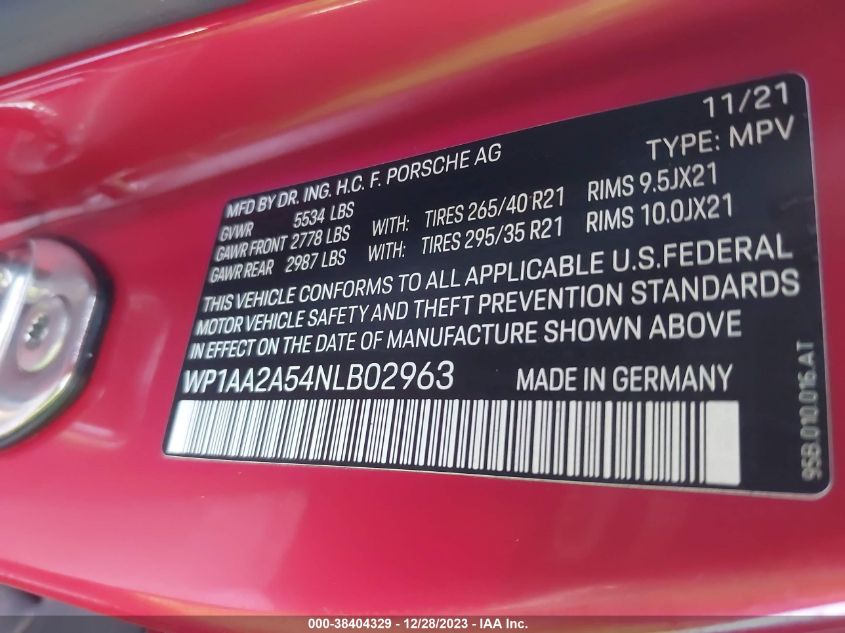 11/21
TYPE: MPV
MFD BY DR. ING. H.C. F. PORSCHE AG
GVWR 5534 LBS
GAWR FRONT 2778 LBS WITH: TIRES 265/40 R21 RIMS 9.5JX21
GAWR REAR 2987 LBS WITH: TIRES 295/35 R21 RIMS 10.0JX21
THIS VEHICLE CONFORMS TO ALL APPLICABLE U.S.FEDERAL
MOTOR VEHICLE SAFETY AND THEFT PREVENTION STANDARDS
IN EFFECT ON THE DATE OF MANUFACTURE SHOWN ABOVE
WP1AA2A54NLB02963 MADE IN GERMANY
95B.010.016.AT
000-38404329 - 12/28/2023 - IAA Inc.